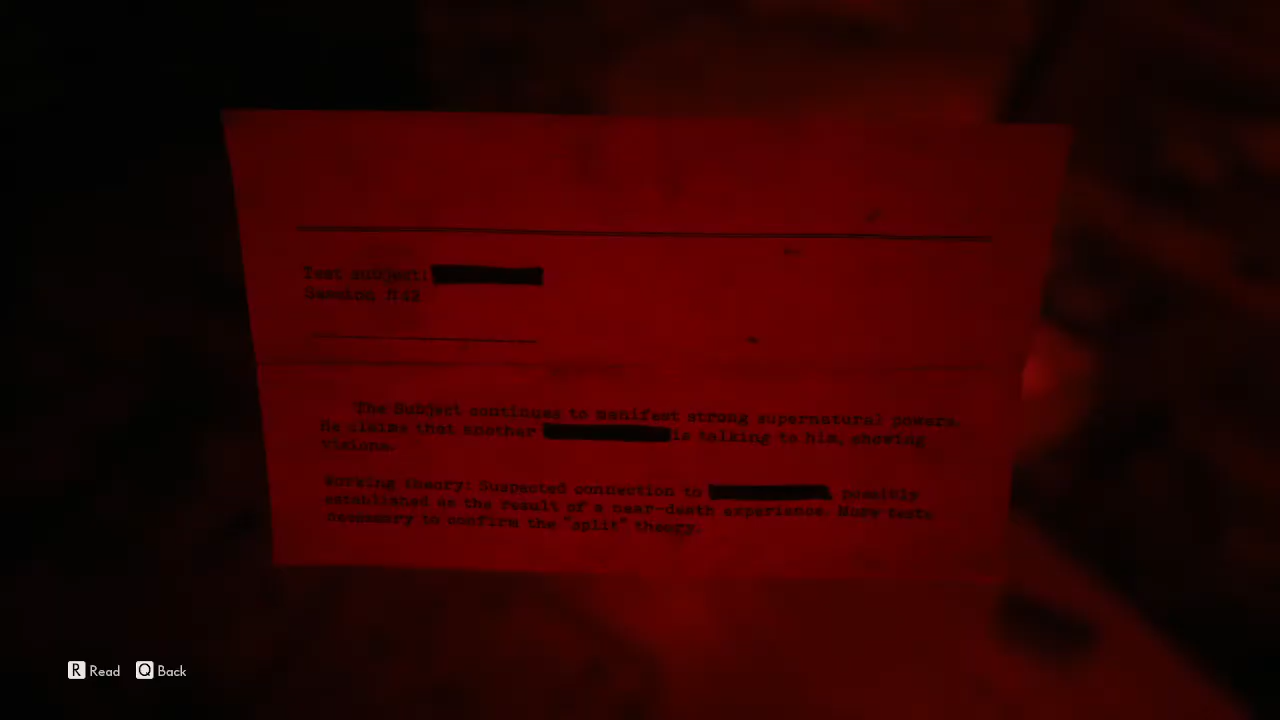 Test subject:
Session #42
The Subject continues to manifest strong supernatural powers.
He claims that another is talking to him, showing
visions.
Working theory: Suspected connection to possibly
established as the result of a near-death experience. More tests
necessary to confirm the "split" theory.
R Read Q Back